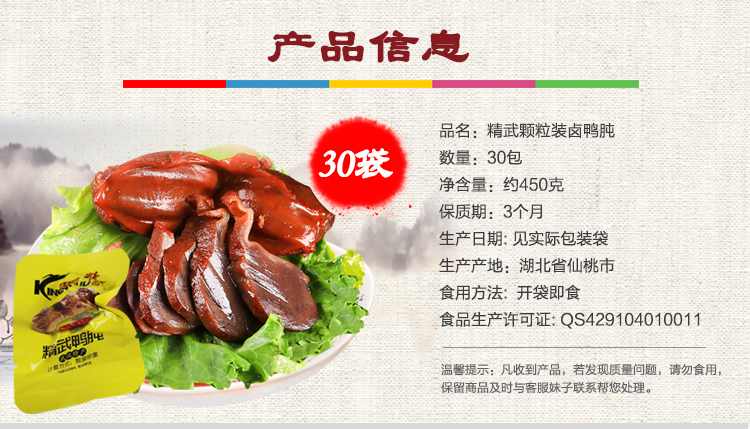 产品信息
30袋
品名：精武颗粒装卤鸭肫
数量：30包
净含量：约450克
保质期：3个月
生产日期: 见实际包装袋
生产产地：湖北省仙桃市
食用方法: 开袋即食
食品生产许可证: QS429104010011
温馨提示：凡收到产品，若发现质量问题，请勿食用，
保留商品及时与客服妹子联系帮您处理。
精武鸭肫